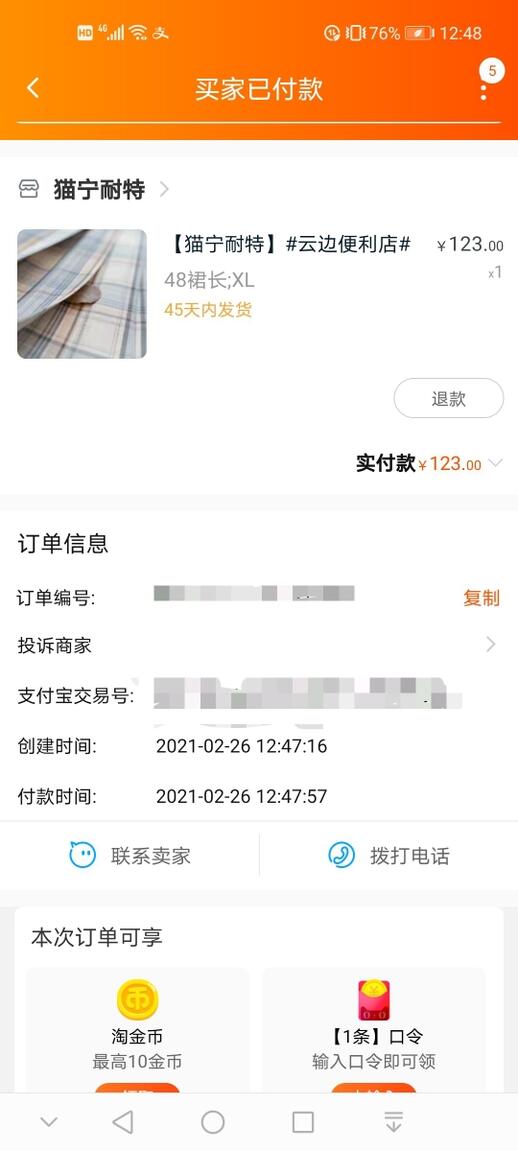 HD 4G 支 76% 12:48
买家已付款
5
猫宁耐特
【猫宁耐特】#云边便利店# ￥123.00
48裙长;XL x1
45天内发货
退款
实付款￥123.00
订单信息
订单编号: 复制
投诉商家
支付宝交易号:
创建时间: 2021-02-26 12:47:16
付款时间: 2021-02-26 12:47:57
联系卖家 拨打电话
本次订单可享
淘金币 【1条】口令
最高10金币 输入口令即可领